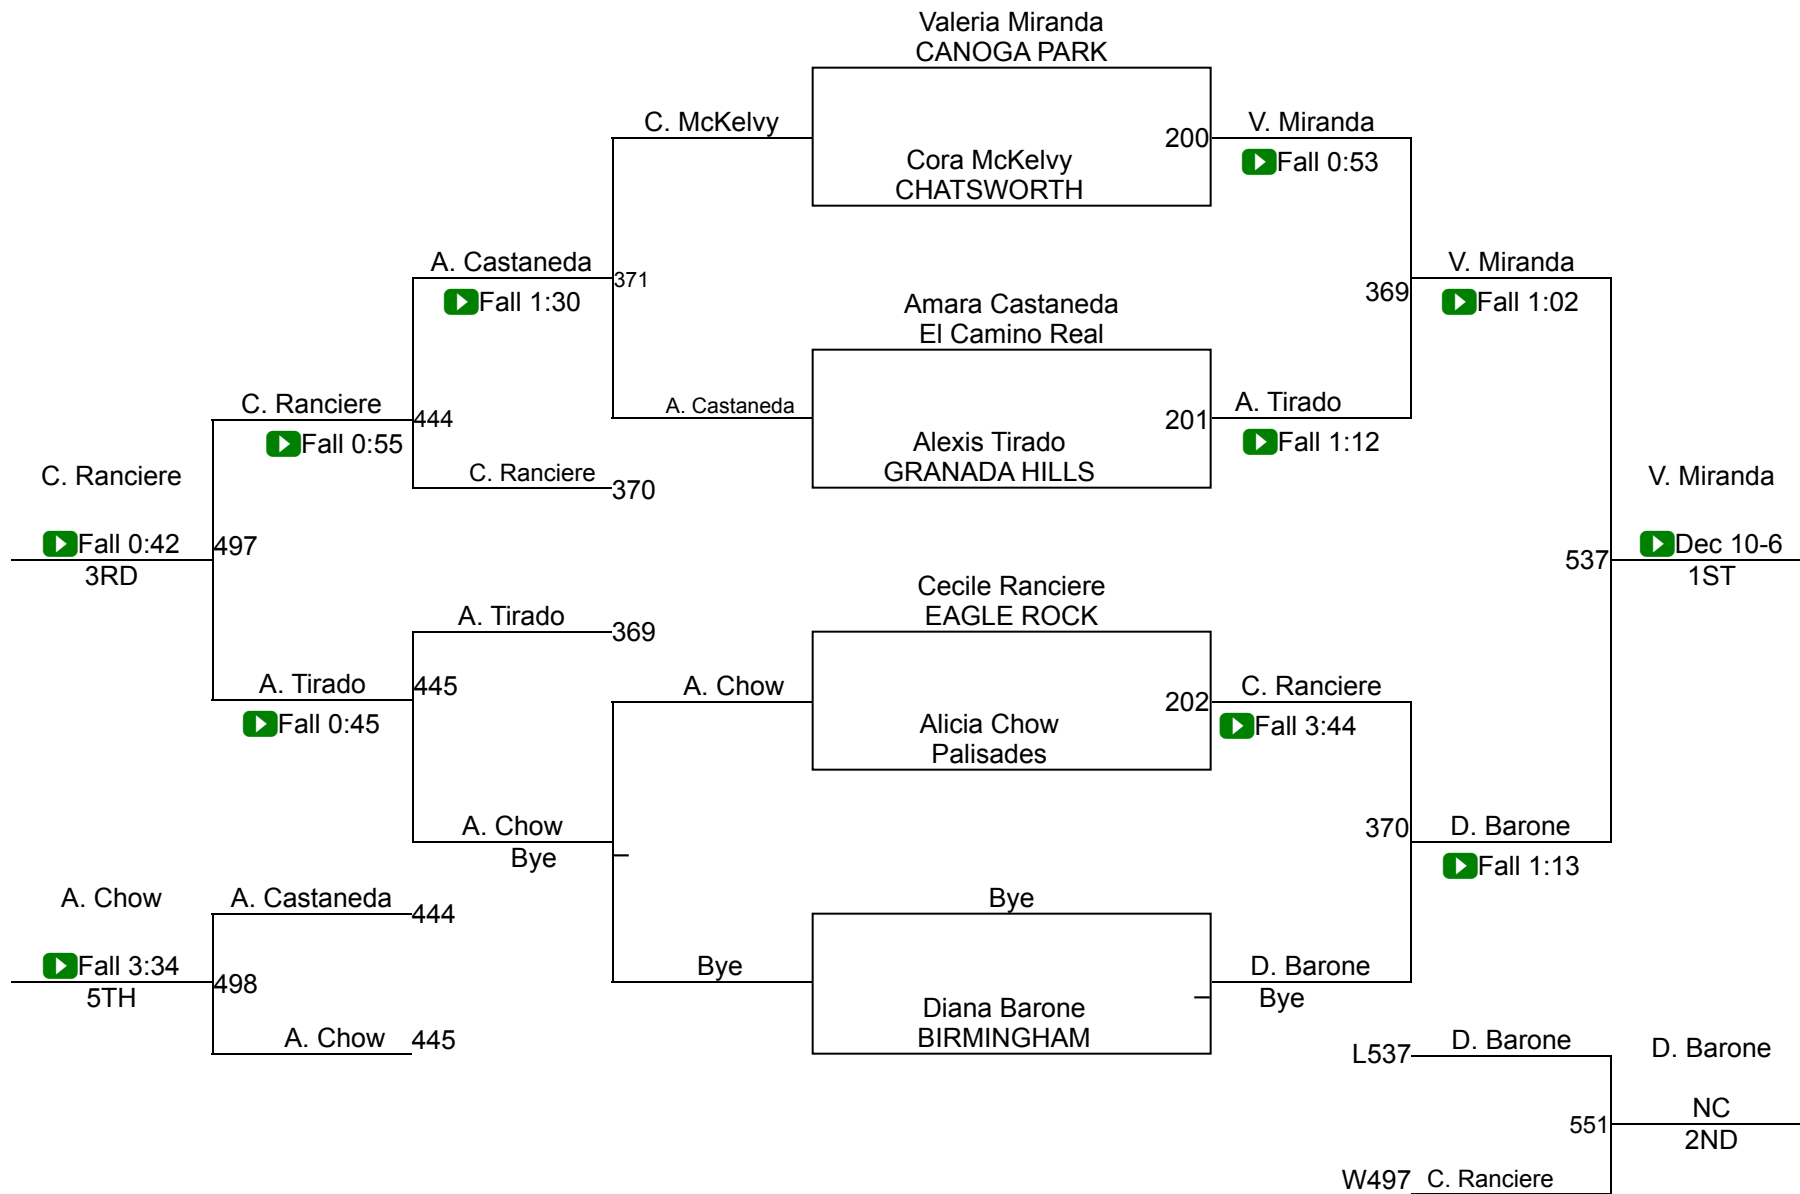 Valeria Miranda
CANOGA PARK
C. McKelvy
200
V. Miranda
Cora McKelvy
CHATSWORTH
Fall 0:53
A. Castaneda
371
Fall 1:30
Amara Castaneda
El Camino Real
369
V. Miranda
Fall 1:02
C. Ranciere
444
Fall 0:55
A. Castaneda
201
A. Tirado
Alexis Tirado
GRANADA HILLS
Fall 1:12
C. Ranciere
370
C. Ranciere
Fall 0:42
497
3RD
V. Miranda
537
Dec 10-6
1ST
Cecile Ranciere
EAGLE ROCK
A. Tirado
369
A. Tirado
445
Fall 0:45
A. Chow
202
C. Ranciere
Alicia Chow
Palisades
Fall 3:44
A. Chow
Bye
370
D. Barone
Fall 1:13
A. Chow
A. Castaneda
444
Fall 3:34
498
5TH
A. Chow
445
Bye
Bye
D. Barone
Bye
Diana Barone
BIRMINGHAM
L537
D. Barone
D. Barone
551
NC
2ND
W497
C. Ranciere